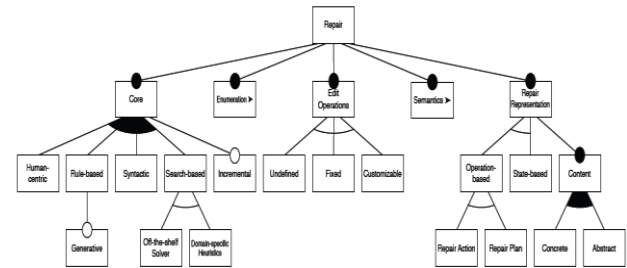 Repair
Core
Enumeration ➤
Edit
Operations
Semantics ➤
Repair
Representation
Human-
centric
Rule-based
Syntactic
Search-based
Incremental
Undefined
Fixed
Customizable
Operation-
based
State-based
Content
Generative
Off-the-shelf
Solver
Domain-specific
Heuristics
Repair Action
Repair Plan
Concrete
Abstract